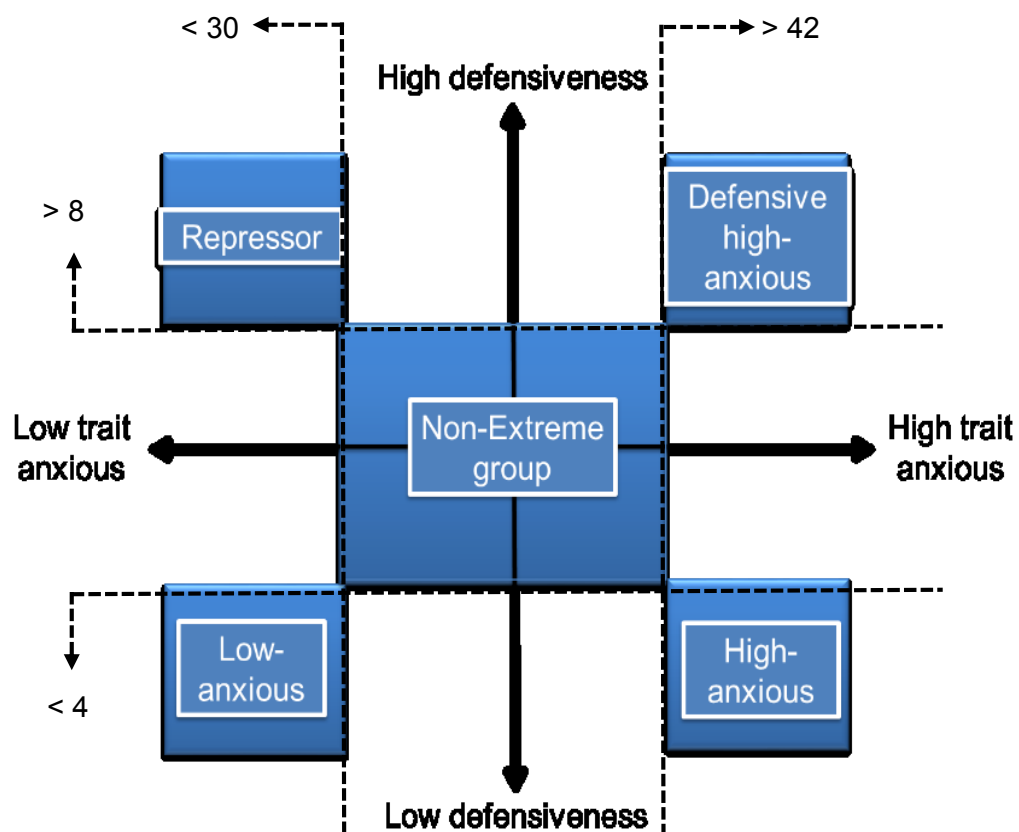 < 30
> 42
High defensiveness
> 8
Repressor
Defensive
high-
anxious
Low trait
anxious
Non-Extreme
group
High trait
anxious
Low-
anxious
< 4
High-
anxious
Low defensiveness